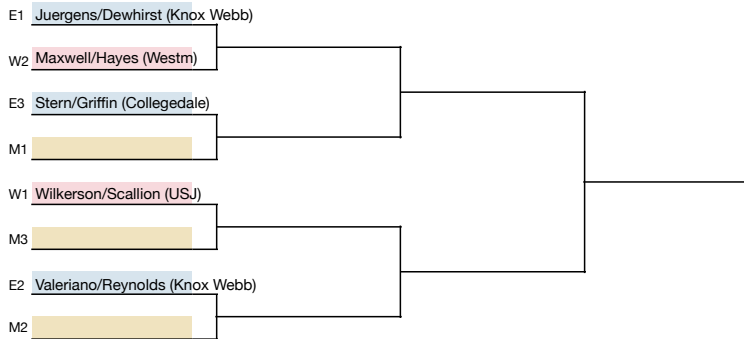 E1 Juergens/Dewhirst (Knox Webb)
W2 Maxwell/Hayes (Westm)
E3 Stern/Griffin (Collegedale)
M1
W1 Wilkerson/Scallion (USJ)
M3
E2 Valeriano/Reynolds (Knox Webb)
M2